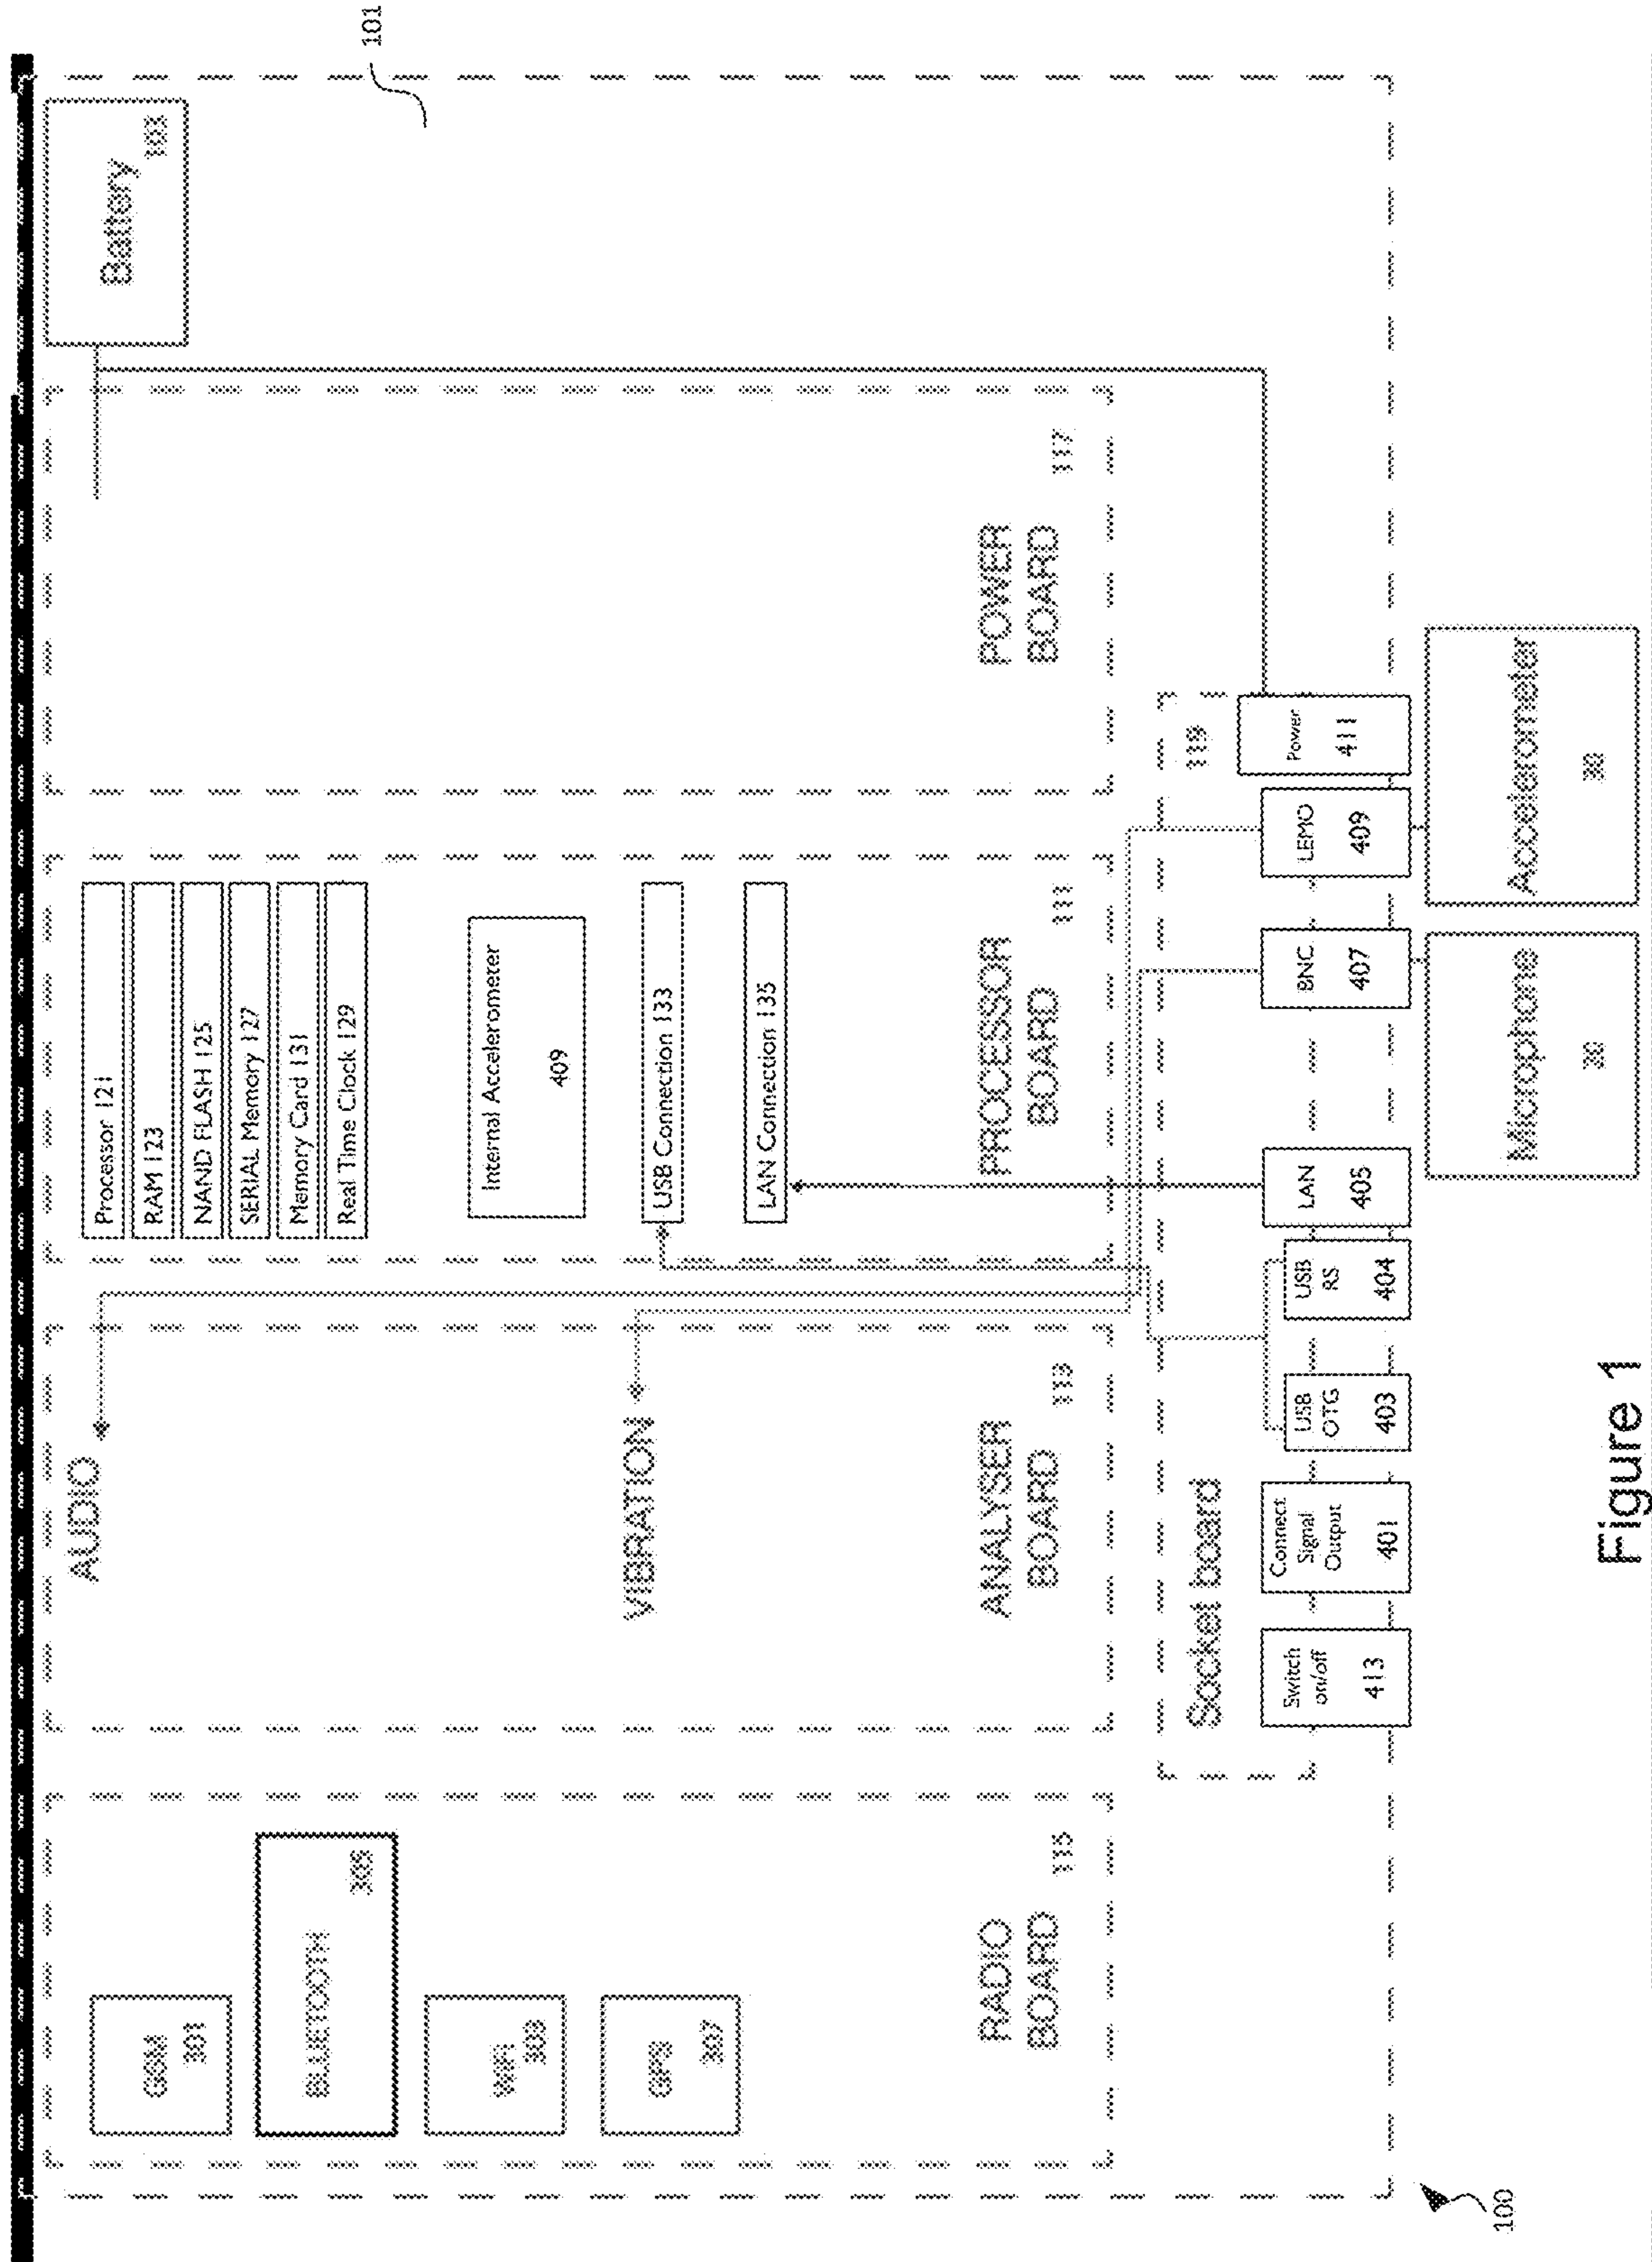 GSM
301
BLUETOOTH
305
WiFi
303
GPS
307
RADIO
BOARD
115
AUDIO
VIBRATION
ANALYSER
BOARD
113
Processor 121
RAM 123
NAND FLASH 125
SERIAL Memory 127
Memory Card 131
Real Time Clock 129
Internal Accelerometer
409
USB Connection 133
LAN Connection 135
PROCESSOR
BOARD
111
POWER
BOARD
117
Battery
103
101
Socket board
119
Switch
on/off
413
Connect
Signal
Output
401
USB
OTG
403
USB
RS
404
LAN
405
BNC
407
LEMO
409
Power
411
Microphone
30
Accelerometer
30
100
Figure 1